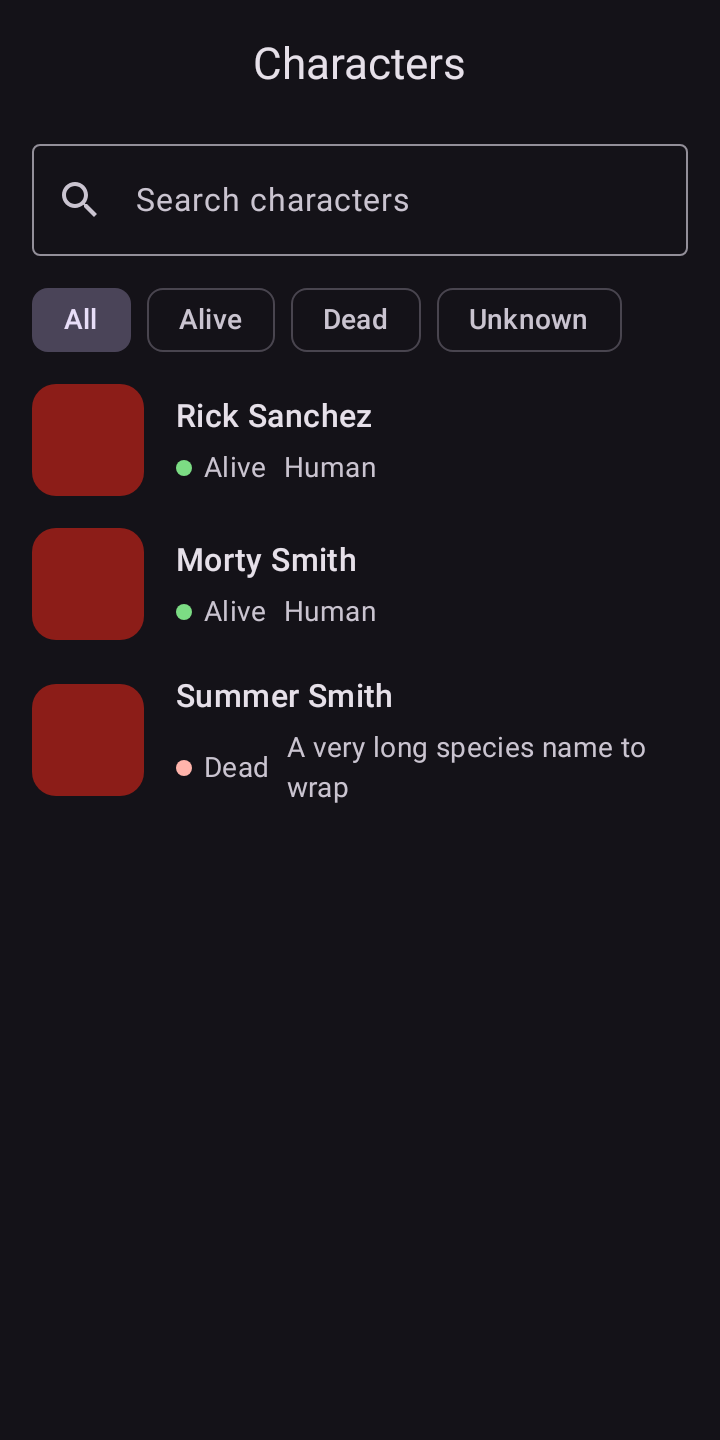 Characters
Search characters
All Alive Dead Unknown
Rick Sanchez
Alive Human
Morty Smith
Alive Human
Summer Smith
Dead A very long species name to
wrap